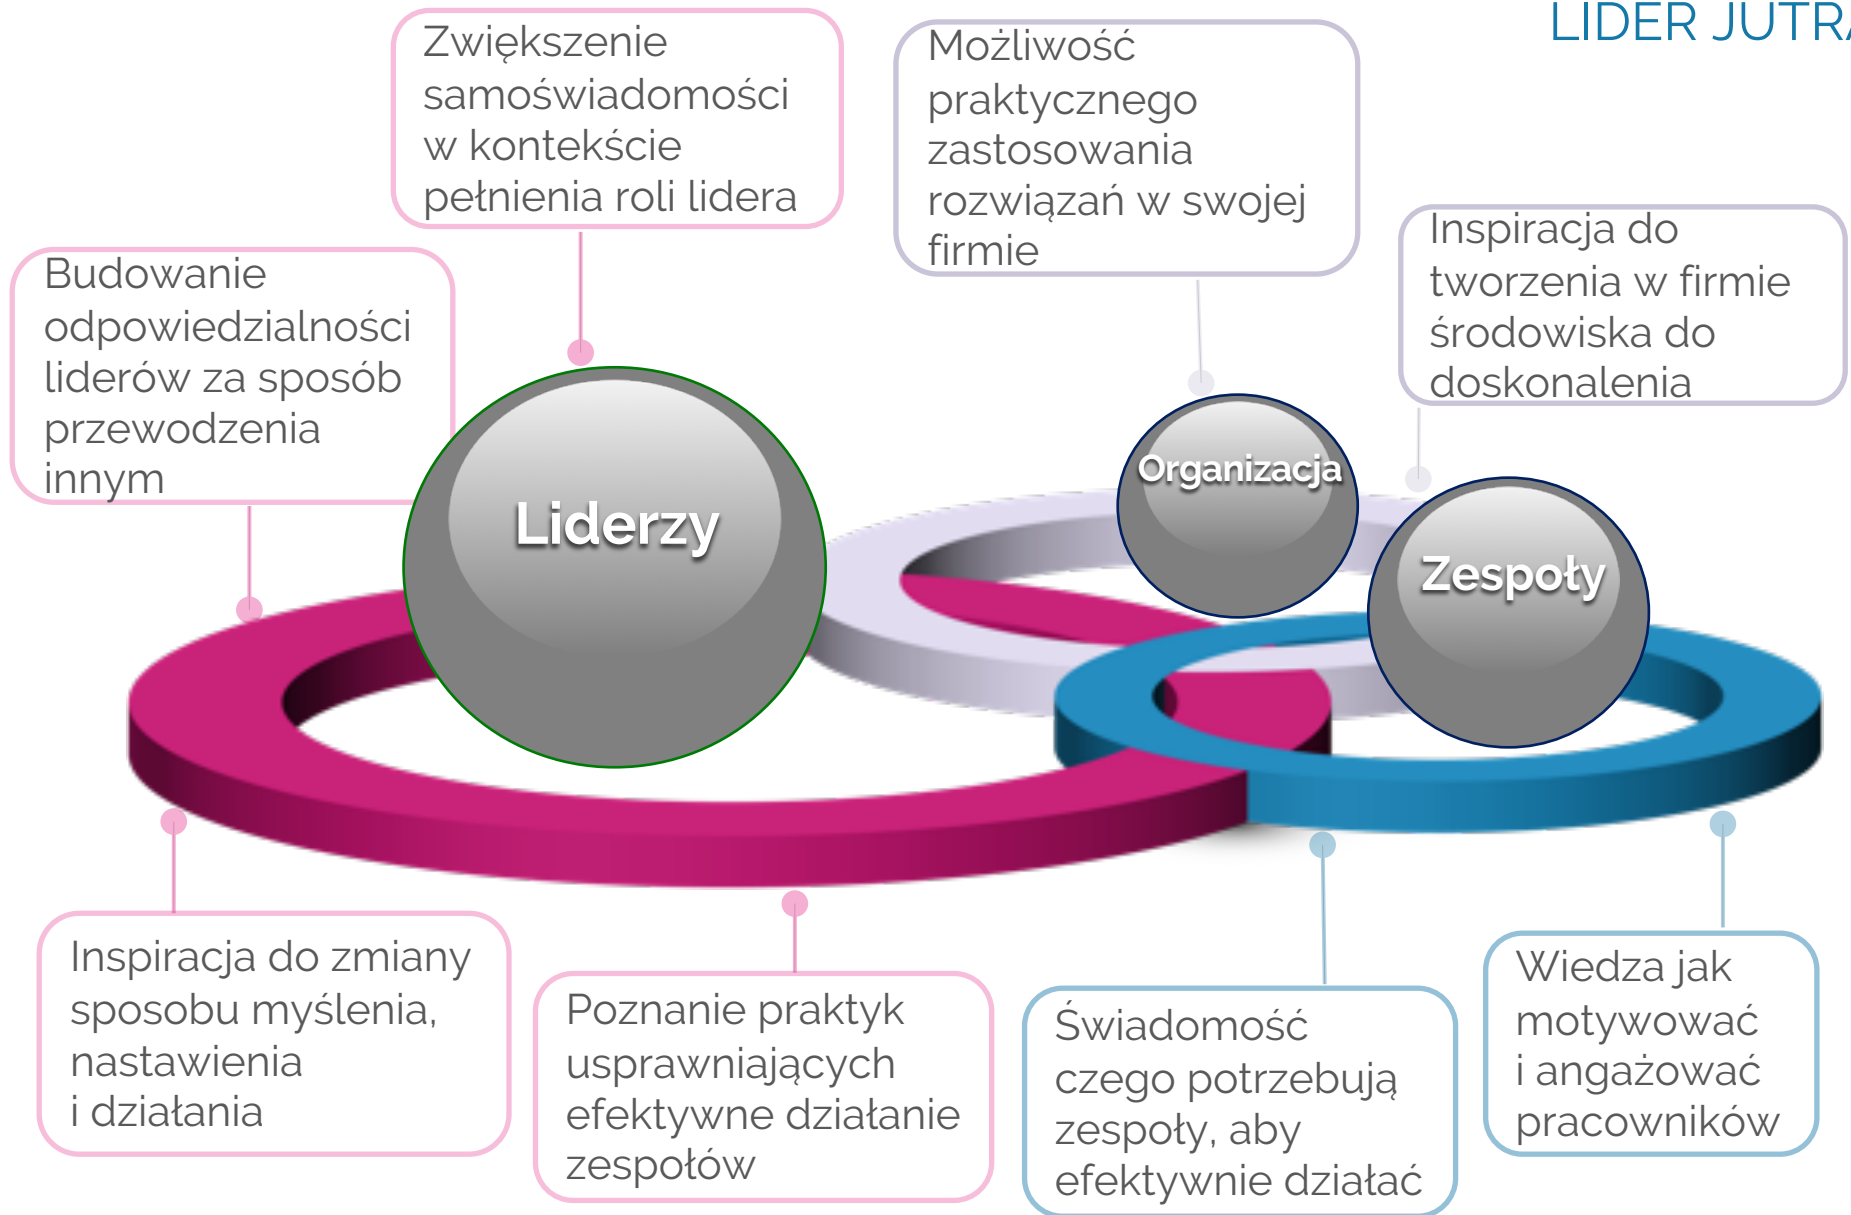 LIDER JUTRA
Zwiększenie
samoświadomości
w kontekście
pełnienia roli lidera
Możliwość
praktycznego
zastosowania
rozwiązań w swojej
firmie
Inspiracja do
tworzenia w firmie
środowiska do
doskonalenia
Budowanie
odpowiedzialności
liderów za sposób
przewodzenia
innym
Liderzy
Organizacja
Zespoły
Inspiracja do zmiany
sposobu myślenia,
nastawienia
i działania
Poznanie praktyk
usprawniających
efektywne działanie
zespołów
Świadomość
czego potrzebują
zespoły, aby
efektywnie działać
Wiedza jak
motywować
i angażować
pracowników